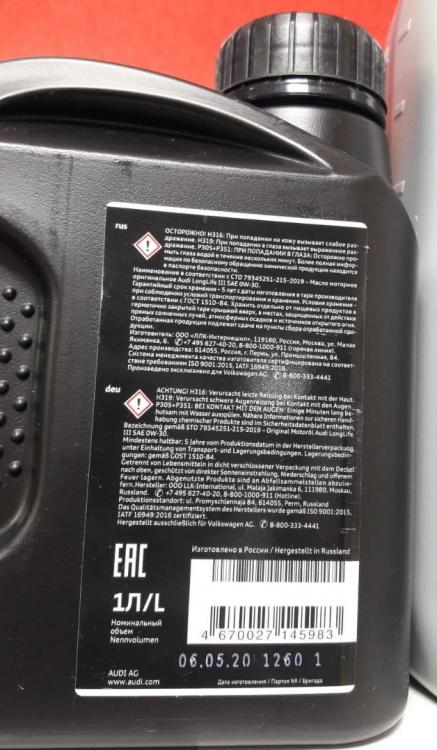 rus
ОСТОРОЖНО! H316: При попадании на кожу вызывает слабое раз-
дражение. H319: При попадании в глаза вызывает выраженное раз-
дражение. P305+P351: ПРИ ПОПАДАНИИ В ГЛАЗА: Осторожно про-
мыть глаза водой в течение нескольких минут. Более полная инфор-
мация по безопасному обращению химической продукции находится
в паспорте безопасности.
Наименование в соответствии с СТО 79345251-215-2019 – Масло моторное
оригинальное Audi LongLife III SAE 0W-30.
Гарантийный срок хранения – 5 лет с даты изготовления в таре производителя
при соблюдении условий транспортирования и хранения. Условия хранения –
в соответствии с ГОСТ 1510-84. Хранить отдельно от пищевых продуктов в
герметично закрытой таре крышкой вверх, в местах, защищённых от действия
прямых солнечных лучей, атмосферных осадков и источников открытого огня.
Отработанная продукция подлежит сдаче на пункты сбора отработанной про-
дукции.
Изготовитель: ООО «ЛЛК-Интернешнл», 119180, Россия, Москва, ул. Малая
Якиманка, 6. +7 495 627-40-20, 8-800-1000-911 (горячая линия).
Адрес производства: 614055, Россия, г. Пермь, ул. Промышленная, 84.
Система менеджмента качества изготовителя сертифицирована на соответ-
ствие требованиям ISO 9001:2015, IATF 16949:2016.
Произведено эксклюзивно для Volkswagen AG. 8-800-333-4441
deu
ACHTUNG! H316: Verursacht leichte Reizung bei Kontakt mit der Haut.
H319: Verursacht schwere Augenreizung bei Kontakt mit den Augen.
P305+P351: BEI KONTAKT MIT DEN AUGEN: Einige Minuten lang be-
hutsam mit Wasser ausspülen. Nähere Informationen zur sicheren Hand-
habung chemischer Produkte sind im Sicherheitsdatenblatt enthalten.
Bezeichnung gemäß STO 79345251-215-2019 – Original Motoröl Audi LongLife
III SAE 0W-30.
Mindestens haltbar: 5 Jahre vom Produktionsdatum in der Herstellerverpackung,
unter Einhaltung von Transport- und Lagerungsbedingungen. Lagerungsbedin-
gungen: gemäß GOST 1510-84.
Getrennt von Lebensmitteln in dicht verschlossener Verpackung mit dem Deckel
nach oben, geschützt von direkter Sonneneinstrahlung, Niederschlag und offenem
Feuer lagern. Abgenutzte Produkte sind an Abfallsammelstellen abzulie-
fern.Hersteller: OOO LLK-International, ul. Malaja Jakimanka 6, 119180, Moskau,
Russland. +7 495 627-40-20, 8-800-1000-911 (Hotline).
Produktionsstandort: ul. Promyschlennaja 84, 614055, Perm, Russland
Das Qualitätsmanagementsystem des Herstellers wurde gemäß ISO 9001:2015,
IATF 16949:2016 zertifiziert.
Hergestellt ausschließlich für Volkswagen AG. 8-800-333-4441
EAC
Изготовлено в России / Hergestellt in Russland
1Л/L
Номинальный
объем
Nennvolumen
4 670027 145983
06.05.20 1260 1
AUDI AG
www.audi.com
Дата изготовления / Партия № / Бригада